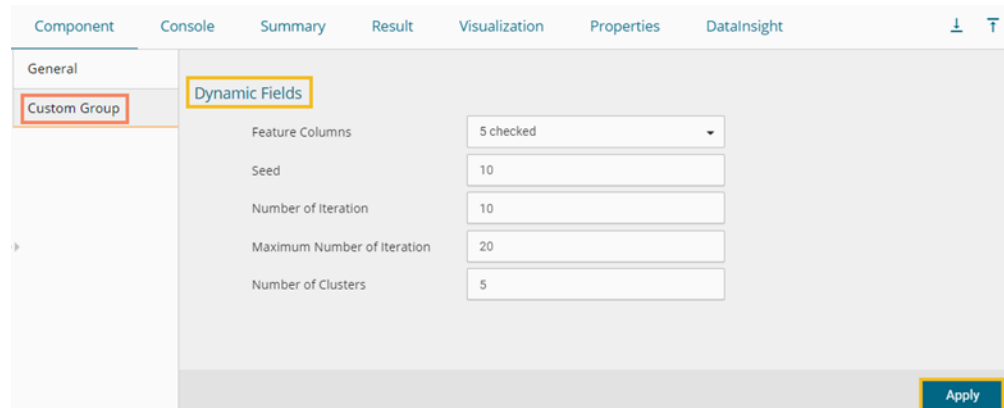 Component Console Summary Result Visualization Properties DataInsight
General
Custom Group
Dynamic Fields
Feature Columns 5 checked
Seed 10
Number of Iteration 10
Maximum Number of Iteration 20
Number of Clusters 5
Apply